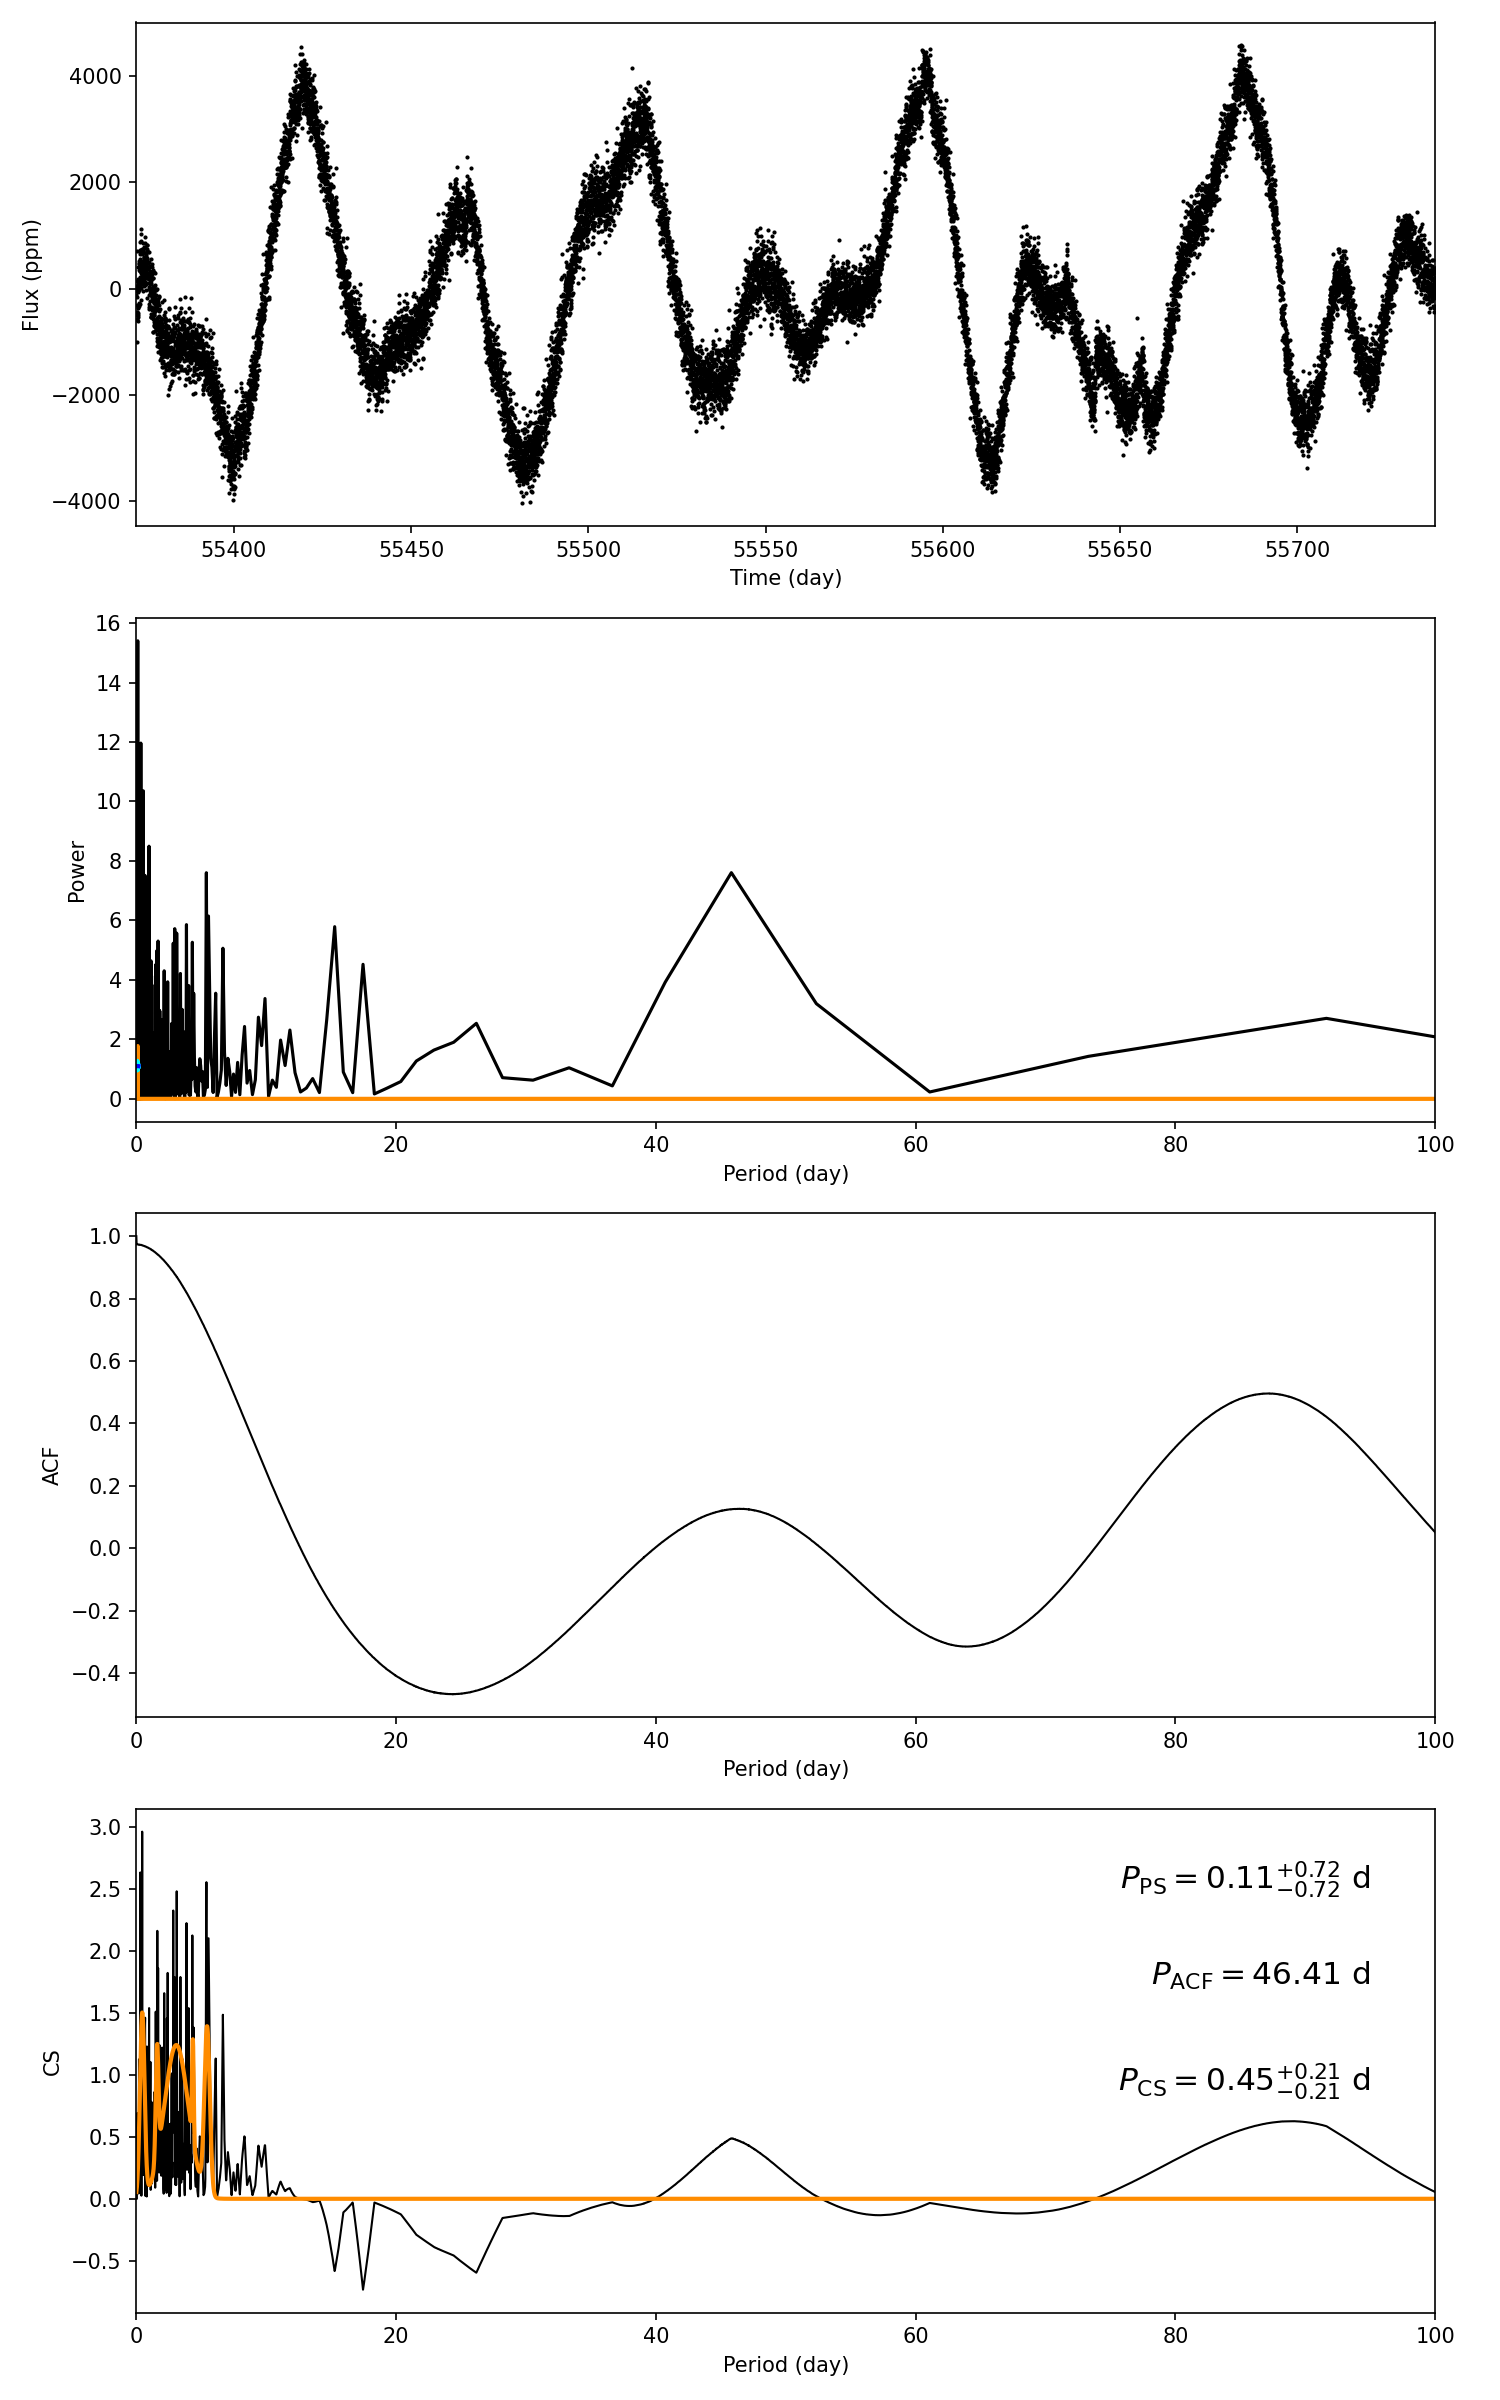 4000
2000
0
−2000
−4000
Flux (ppm)
55400 55450 55500 55550 55600 55650 55700
Time (day)
16
14
12
10
8
6
4
2
0
Power
0 20 40 60 80 100
Period (day)
1.0
0.8
0.6
0.4
0.2
0.0
−0.2
−0.4
ACF
0 20 40 60 80 100
Period (day)
3.0
2.5
2.0
1.5
1.0
0.5
0.0
−0.5
CS
P_PS = 0.11 +0.72 −0.72 d
P_ACF = 46.41 d
P_CS = 0.45 +0.21 −0.21 d
0 20 40 60 80 100
Period (day)